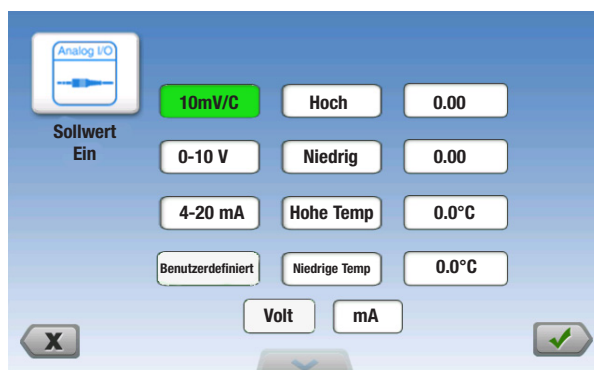 Analog I/O
Sollwert
Ein
10mV/C Hoch 0.00
0-10 V Niedrig 0.00
4-20 mA Hohe Temp 0.0°C
Benutzerdefiniert Niedrige Temp 0.0°C
Volt mA
X